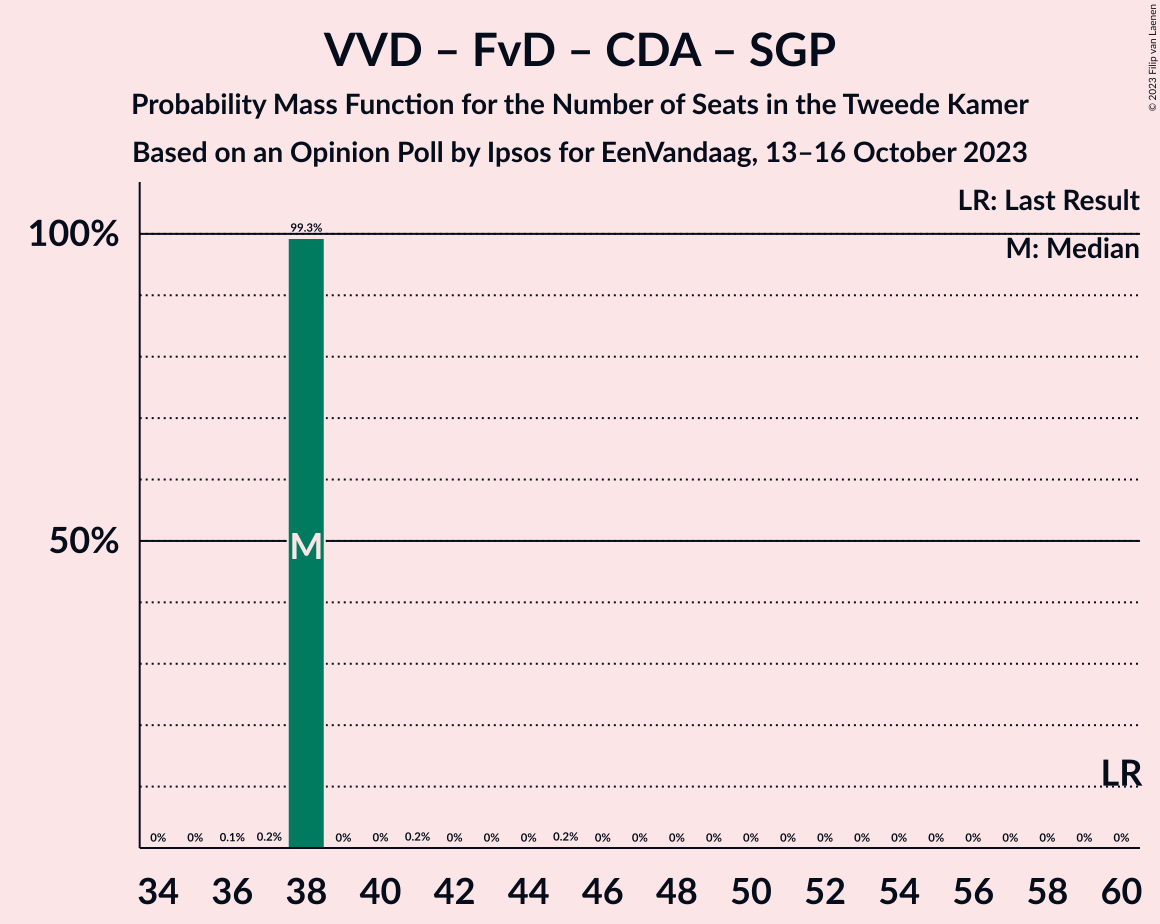 VVD – FvD – CDA – SGP
Probability Mass Function for the Number of Seats in the Tweede Kamer
Based on an Opinion Poll by Ipsos for EenVandaag, 13–16 October 2023
© 2023 Filip van Laenen
LR: Last Result
M: Median
100%
50%
99.3%
M
LR
0% 0% 0.1% 0.2% 0% 0% 0.2% 0% 0% 0% 0.2% 0% 0% 0% 0% 0% 0% 0% 0% 0% 0% 0% 0% 0% 0% 0%
34 36 38 40 42 44 46 48 50 52 54 56 58 60